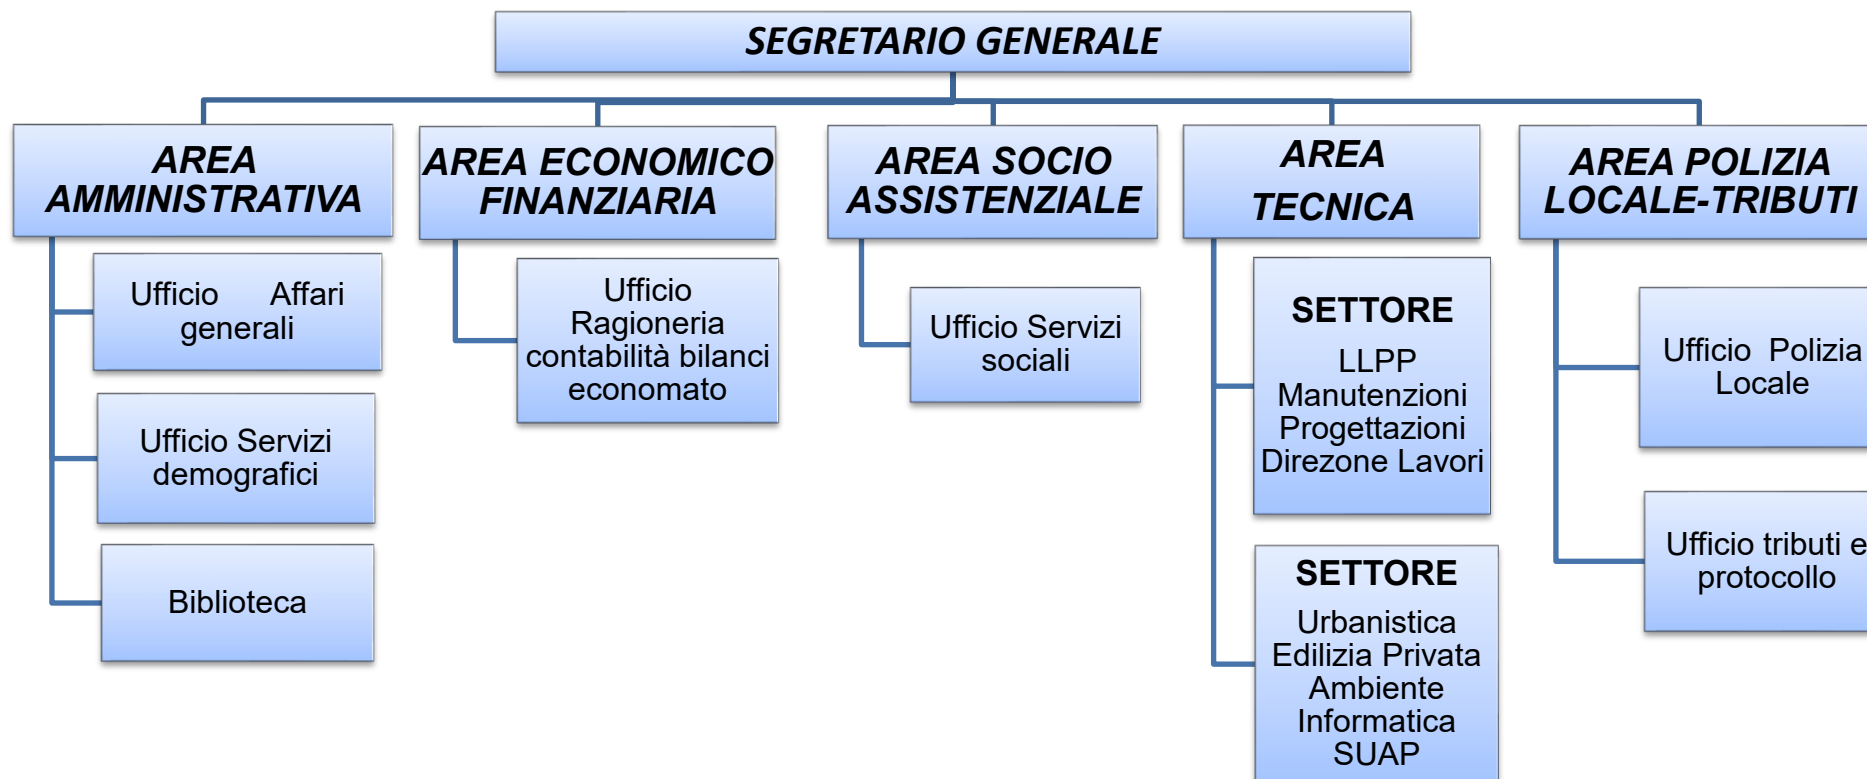 SEGRETARIO GENERALE
AREA
AMMINISTRATIVA
Ufficio Affari
generali
Ufficio Servizi
demografici
Biblioteca
AREA ECONOMICO
FINANZIARIA
Ufficio
Ragioneria
contabilità bilanci
economato
AREA SOCIO
ASSISTENZIALE
Ufficio Servizi
sociali
AREA
TECNICA
SETTORE
LLPP
Manutenzioni
Progettazioni
Direzone Lavori
SETTORE
Urbanistica
Edilizia Privata
Ambiente
Informatica
SUAP
AREA POLIZIA
LOCALE-TRIBUTI
Ufficio Polizia
Locale
Ufficio tributi e
protocollo